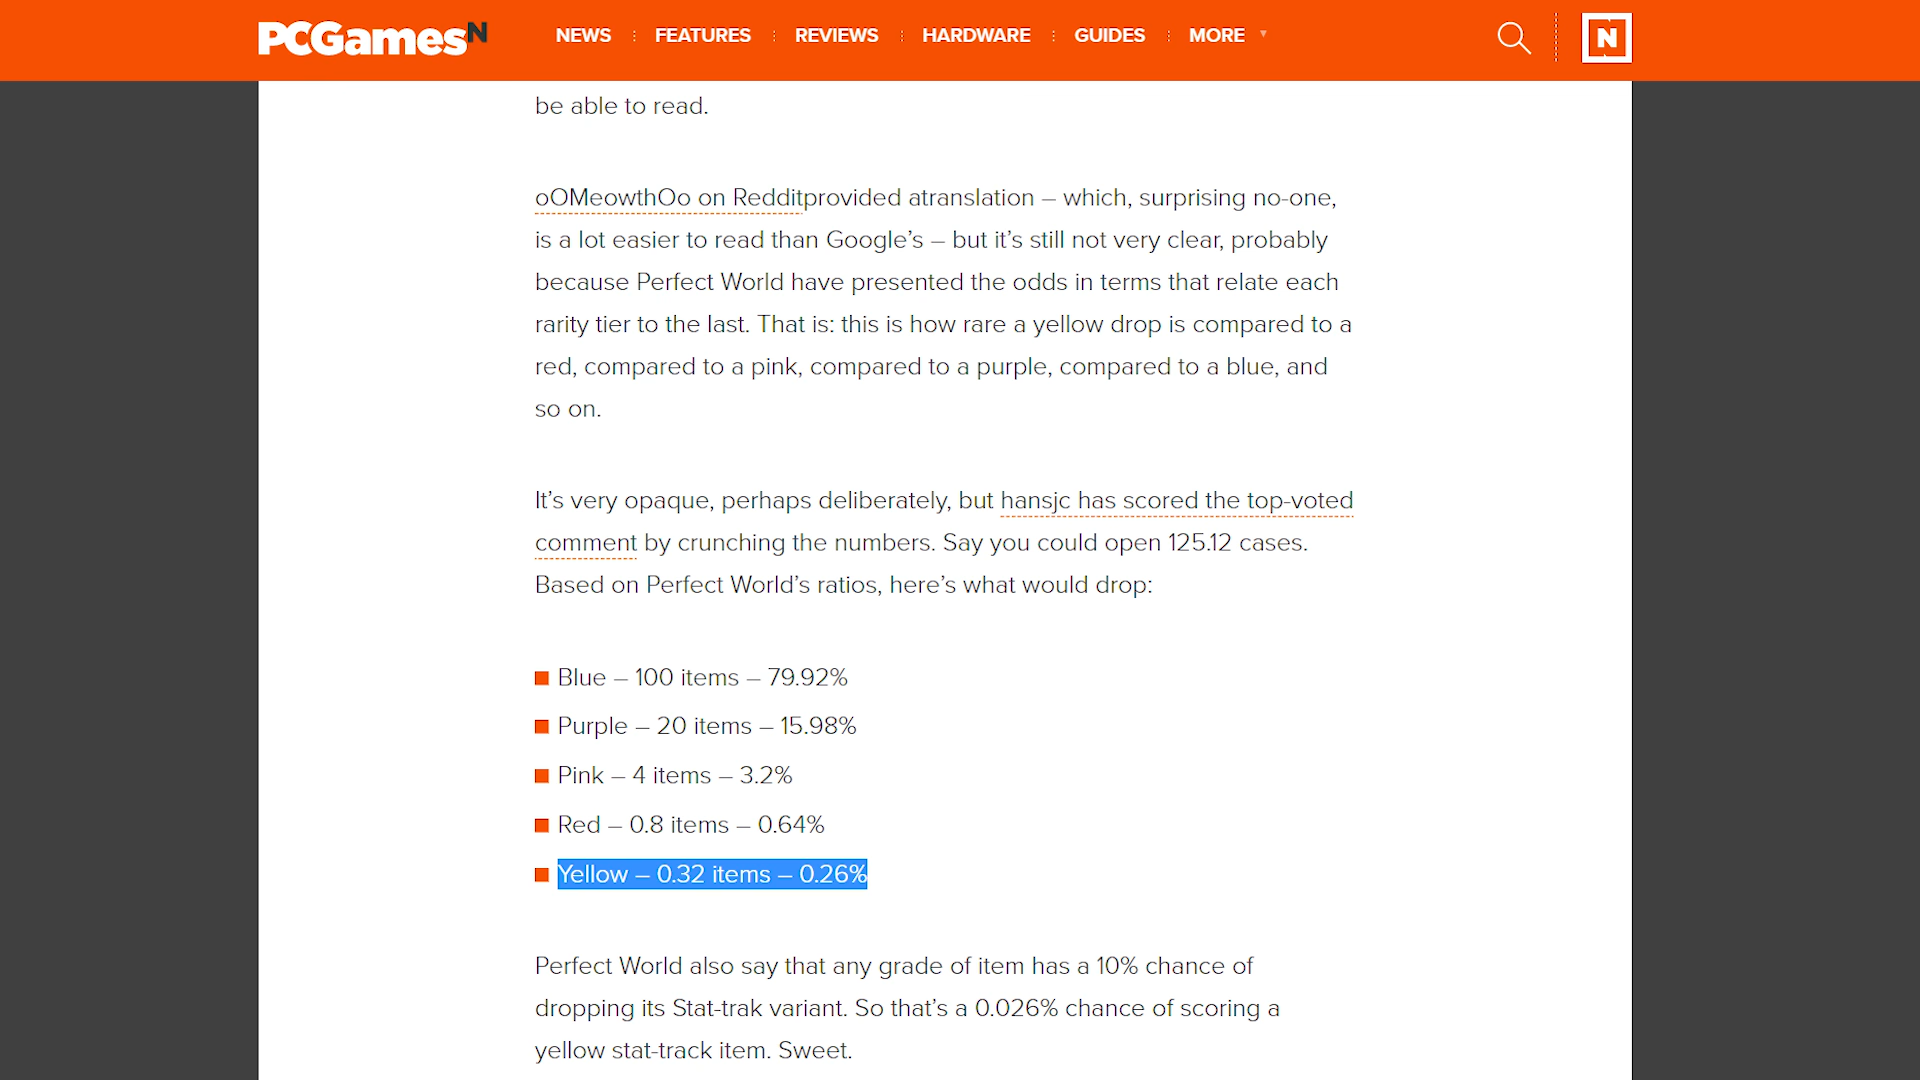 PCGamesN
NEWS FEATURES REVIEWS HARDWARE GUIDES MORE
N
be able to read.
oOMeowthOo on Redditprovided atranslation – which, surprising no-one,
is a lot easier to read than Google’s – but it’s still not very clear, probably
because Perfect World have presented the odds in terms that relate each
rarity tier to the last. That is: this is how rare a yellow drop is compared to a
red, compared to a pink, compared to a purple, compared to a blue, and
so on.
It’s very opaque, perhaps deliberately, but hansjc has scored the top-voted
comment by crunching the numbers. Say you could open 125.12 cases.
Based on Perfect World’s ratios, here’s what would drop:
Blue – 100 items – 79.92%
Purple – 20 items – 15.98%
Pink – 4 items – 3.2%
Red – 0.8 items – 0.64%
Yellow – 0.32 items – 0.26%
Perfect World also say that any grade of item has a 10% chance of
dropping its Stat-trak variant. So that’s a 0.026% chance of scoring a
yellow stat-track item. Sweet.